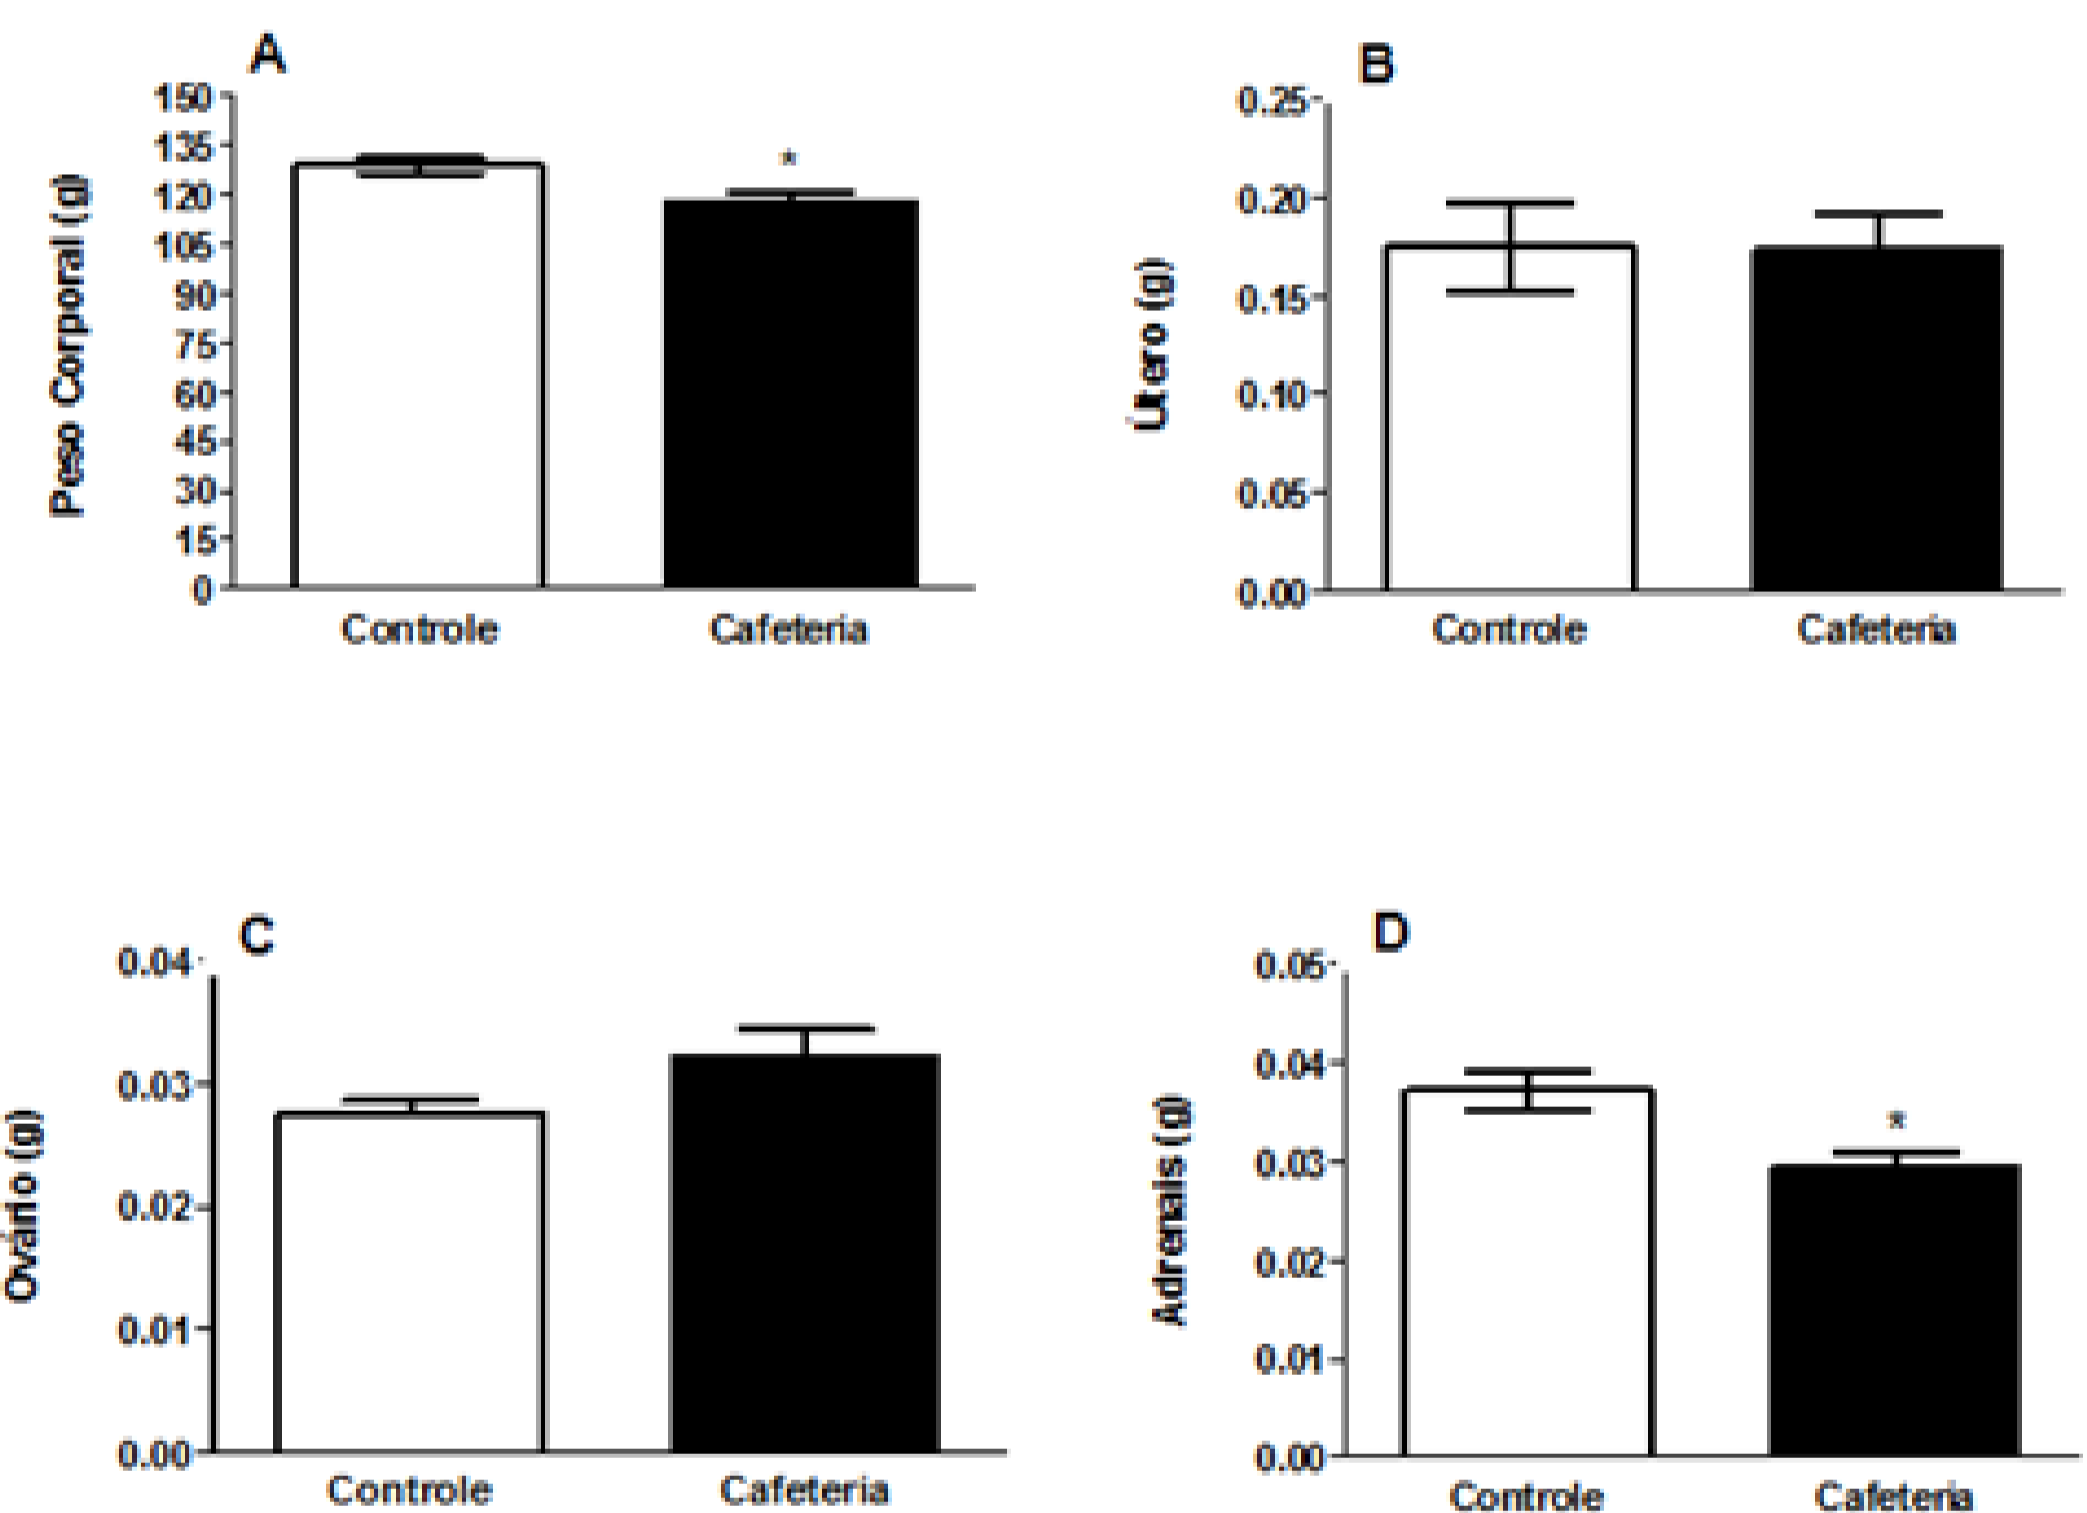 A
150
135
120
105
90
75
60
45
30
15
0
Peso Corporal (g)
*
Controle
Cafeteria
B
0.25
0.20
0.15
0.10
0.05
0.00
Útero (g)
Controle
Cafeteria
C
0.04
0.03
0.02
0.01
0.00
Ovário (g)
Controle
Cafeteria
D
0.05
0.04
0.03
0.02
0.01
0.00
Adrenais (g)
*
Controle
Cafeteria